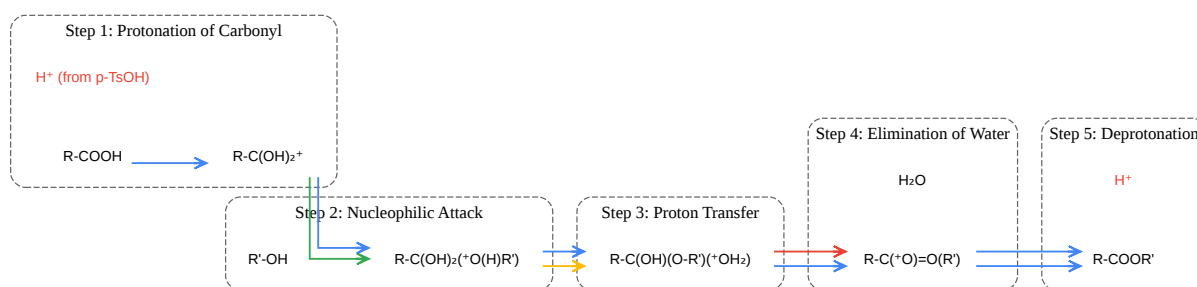 Step 1: Protonation of Carbonyl
H⁺ (from p-TsOH)
R-COOH
R-C(OH)₂⁺
Step 2: Nucleophilic Attack
R'-OH
R-C(OH)₂(⁺O(H)R')
Step 3: Proton Transfer
R-C(OH)(O-R')(⁺OH₂)
Step 4: Elimination of Water
H₂O
R-C(⁺O)=O(R')
Step 5: Deprotonation
H⁺
R-COOR'